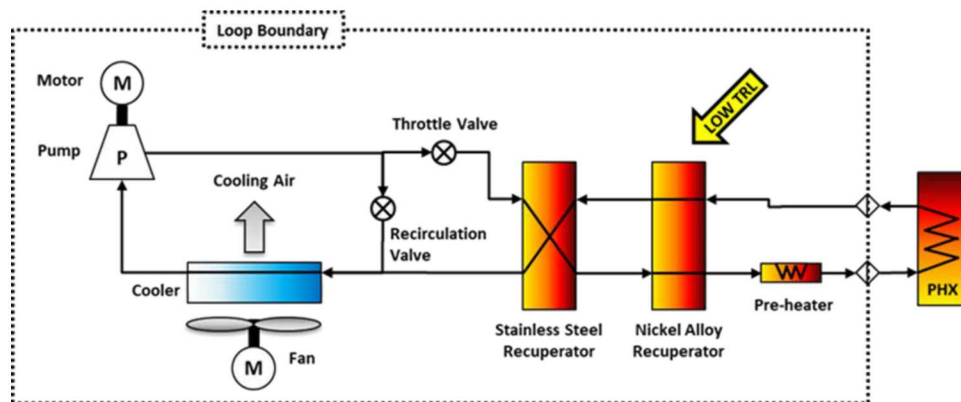 Loop Boundary
Motor
M
Pump
P
Throttle Valve
LOW TRL
Cooling Air
Recirculation
Valve
Cooler
Pre-heater
PHX
Stainless Steel
Recuperator
Nickel Alloy
Recuperator
Fan
M